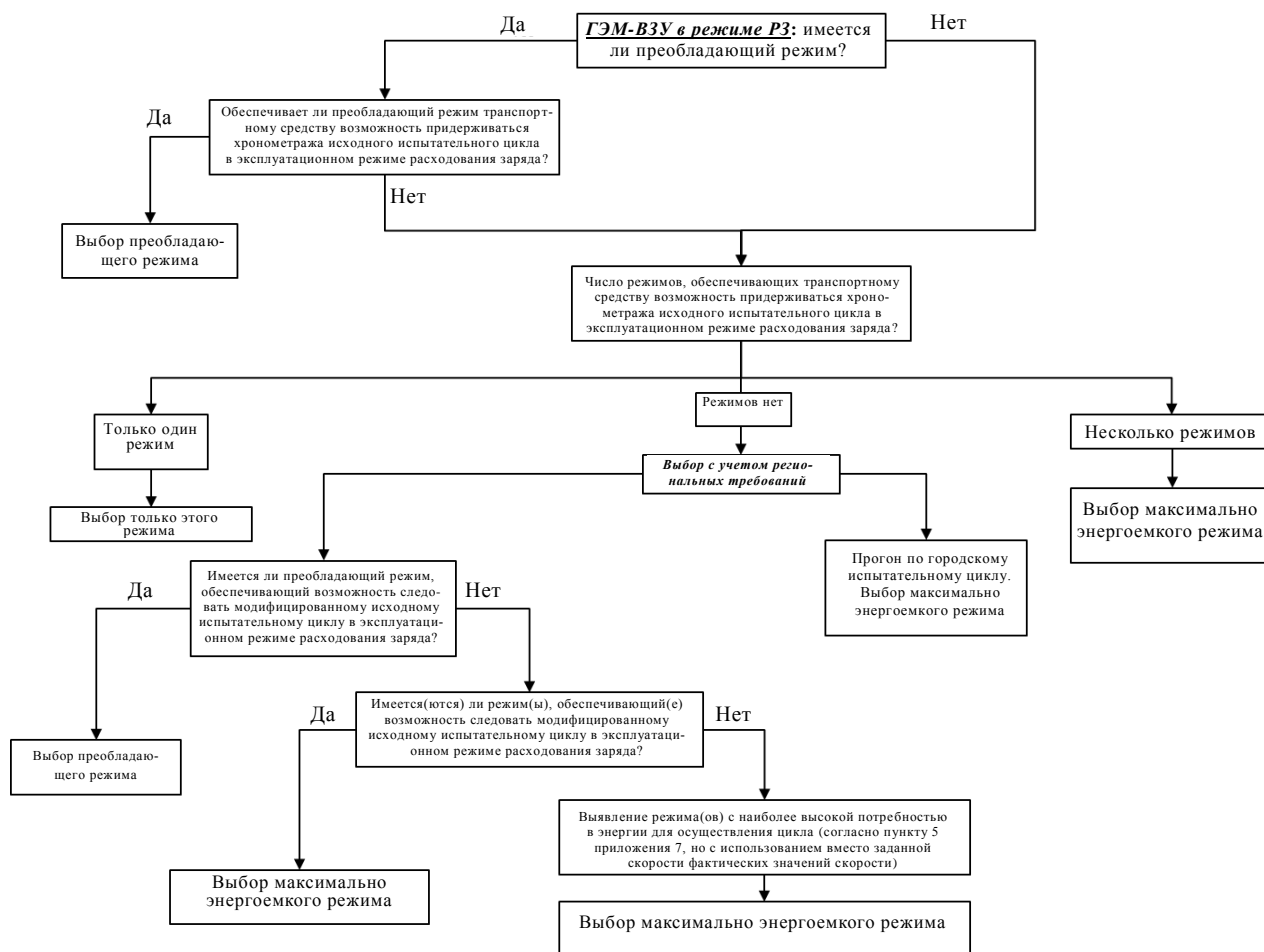 Да
ГЭМ-ВЗУ в режиме РЗ: имеется
ли преобладающий режим?
Нет
Да
Обеспечивает ли преобладающий режим транспорт-
ному средству возможность придерживаться
хронометража исходного испытательного цикла
в эксплуатационном режиме расходования заряда?
Нет
Выбор преобладаю-
щего режима
Число режимов, обеспечивающих транспортному
средству возможность придерживаться хроно-
метража исходного испытательного цикла в
эксплуатационном режиме расходования заряда?
Только один
режим
Режимов нет
Несколько режимов
Выбор только этого
режима
Выбор с учетом регио-
нальных требований
Выбор максимально
энергоемкого режима
Прогон по городскому
испытательному циклу.
Выбор максимально
энергоемкого режима
Да
Имеется ли преобладающий режим,
обеспечивающий возможность следо-
вать модифицированному исходному
испытательному циклу в эксплуатаци-
онном режиме расходования заряда?
Нет
Выбор преобладаю-
щего режима
Да
Имеется(ются) ли режим(ы), обеспечивающий(е)
возможность следовать модифицированному
исходному испытательному циклу в эксплуатаци-
онном режиме расходования заряда?
Нет
Выбор максимально
энергоемкого режима
Выявление режима(ов) с наиболее высокой потребностью
в энергии для осуществления цикла (согласно пункту 5
приложения 7, но с использованием вместо заданной
скорости фактических значений скорости)
Выбор максимально энергоемкого режима